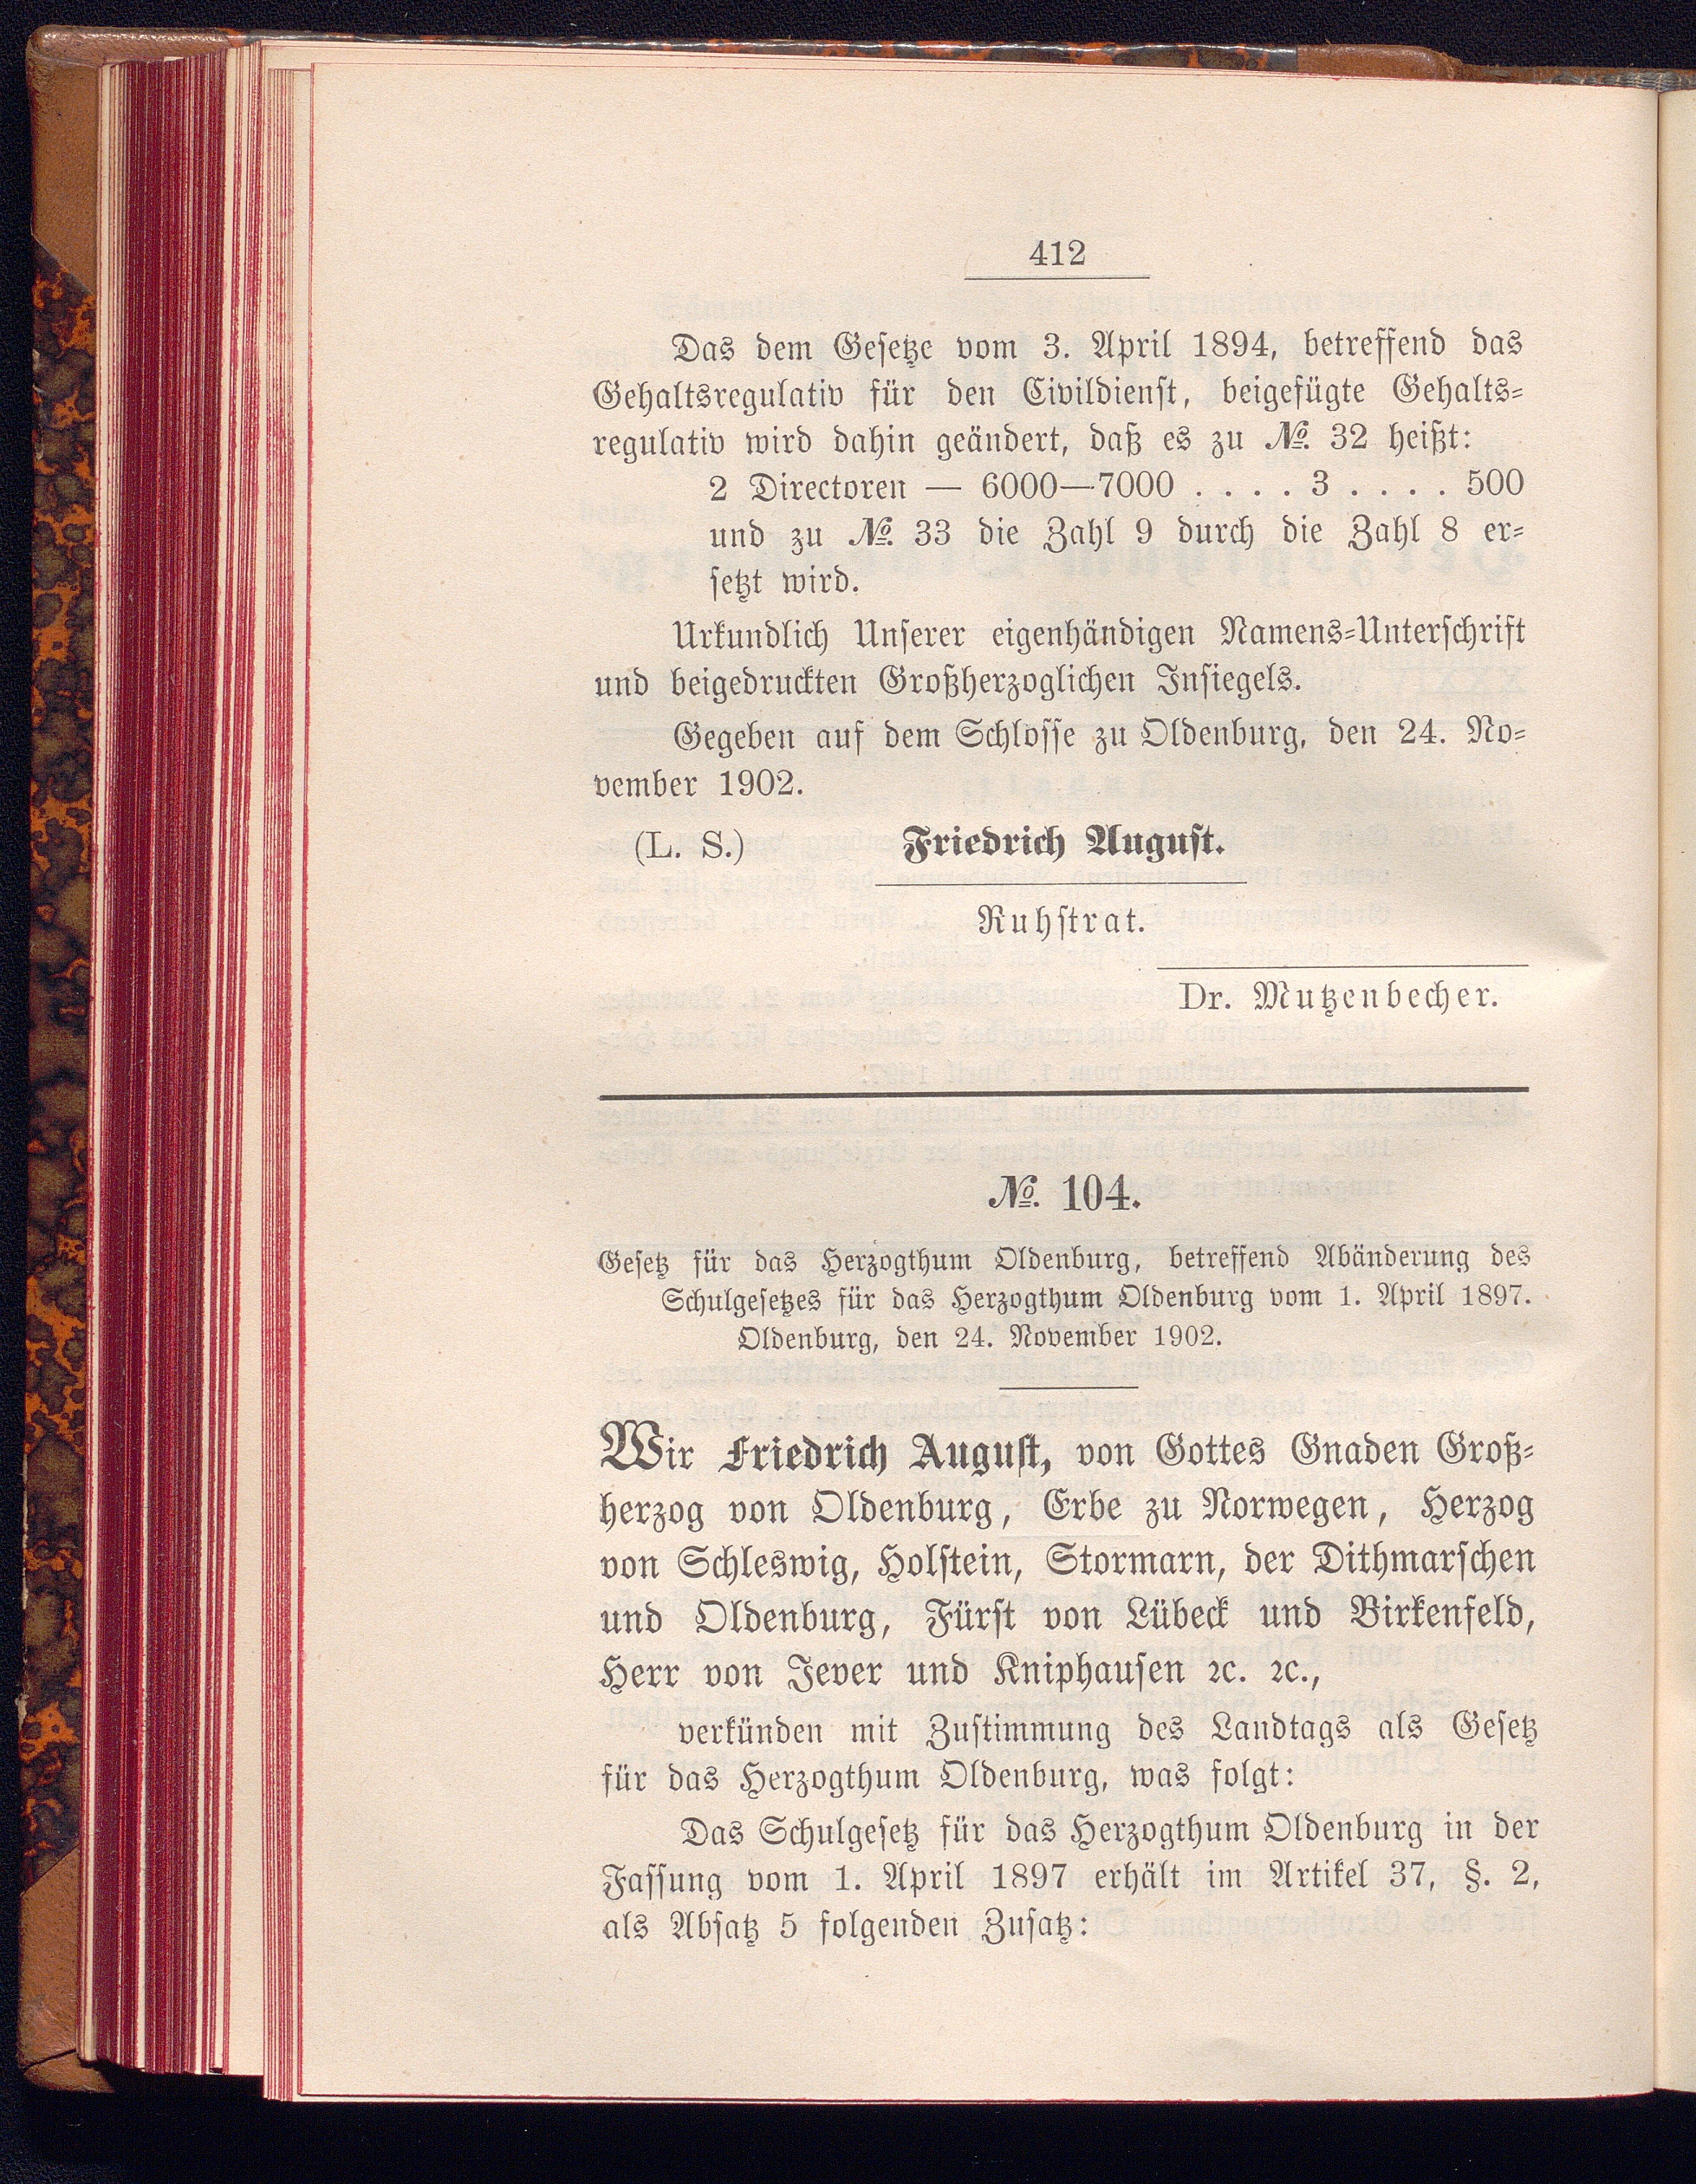 412
Das dem Gesetze vom 3. April 1894, betreffend das
Gehaltsregulativ für den Civildienst, beigefügte Gehalts=
regulativ wird dahin geändert, daß es zu № 32 heißt:
2 Directoren — 6000—7000 . . . . 3 . . . . 500
und zu № 33 die Zahl 9 durch die Zahl 8 er=
setzt wird.
Urkundlich Unserer eigenhändigen Namens=Unterschrift
und beigedruckten Großherzoglichen Insiegels.
Gegeben auf dem Schlosse zu Oldenburg, den 24. No=
vember 1902.
(L. S.) Friedrich August.
Ruhstrat.
Dr. Mutzenbecher.
№ 104.
Gesetz für das Herzogthum Oldenburg, betreffend Abänderung des
Schulgesetzes für das Herzogthum Oldenburg vom 1. April 1897.
Oldenburg, den 24. November 1902.
Wir Friedrich August, von Gottes Gnaden Groß=
herzog von Oldenburg, Erbe zu Norwegen, Herzog
von Schleswig, Holstein, Stormarn, der Dithmarschen
und Oldenburg, Fürst von Lübeck und Birkenfeld,
Herr von Jever und Kniphausen ꝛc. ꝛc.,
verkünden mit Zustimmung des Landtags als Gesetz
für das Herzogthum Oldenburg, was folgt:
Das Schulgesetz für das Herzogthum Oldenburg in der
Fassung vom 1. April 1897 erhält im Artikel 37, §. 2,
als Absatz 5 folgenden Zusatz: